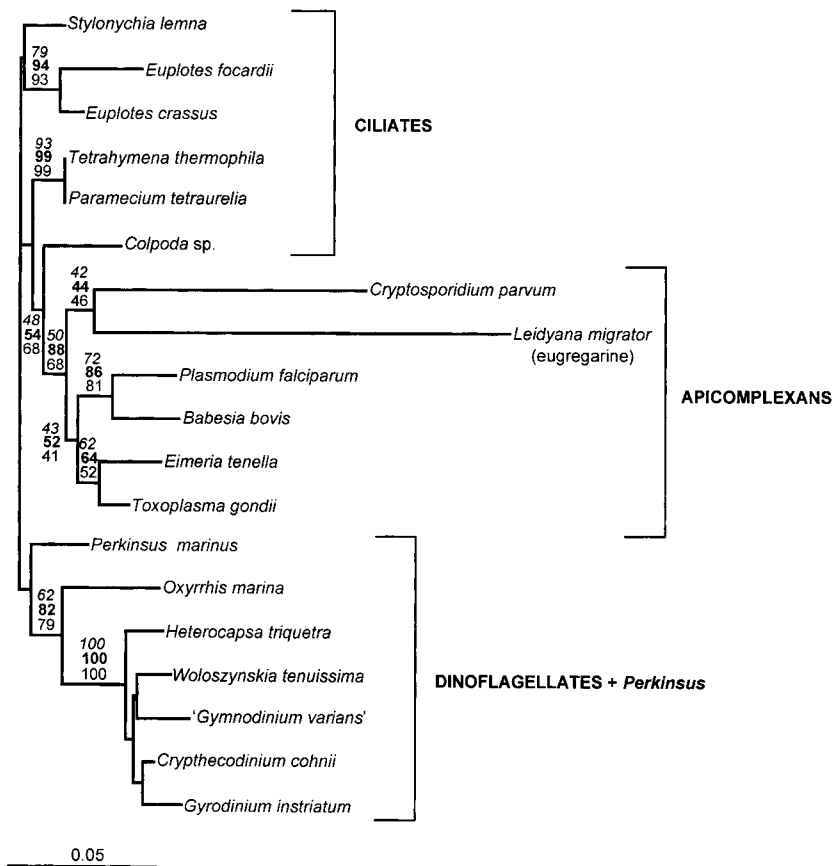 Stylonychia lemna
79
94
93
Euplotes focardii
Euplotes crassus
CILIATES
93
99
99
Tetrahymena thermophila
Paramecium tetraurelia
Colpoda sp.
42
44
46
Cryptosporidium parvum
Leidyana migrator
(eugregarine)
48
54
68
50
88
68
72
86
81
Plasmodium falciparum
Babesia bovis
APICOMPLEXANS
43
52
41
62
64
52
Eimeria tenella
Toxoplasma gondii
Perkinsus marinus
62
82
79
Oxyrrhis marina
100
100
100
Heterocapsa triquetra
Woloszynskia tenuissima
DINOFLAGELLATES + Perkinsus
'Gymnodinium varians'
Crypthecodinium cohnii
Gyrodinium instriatum
0.05